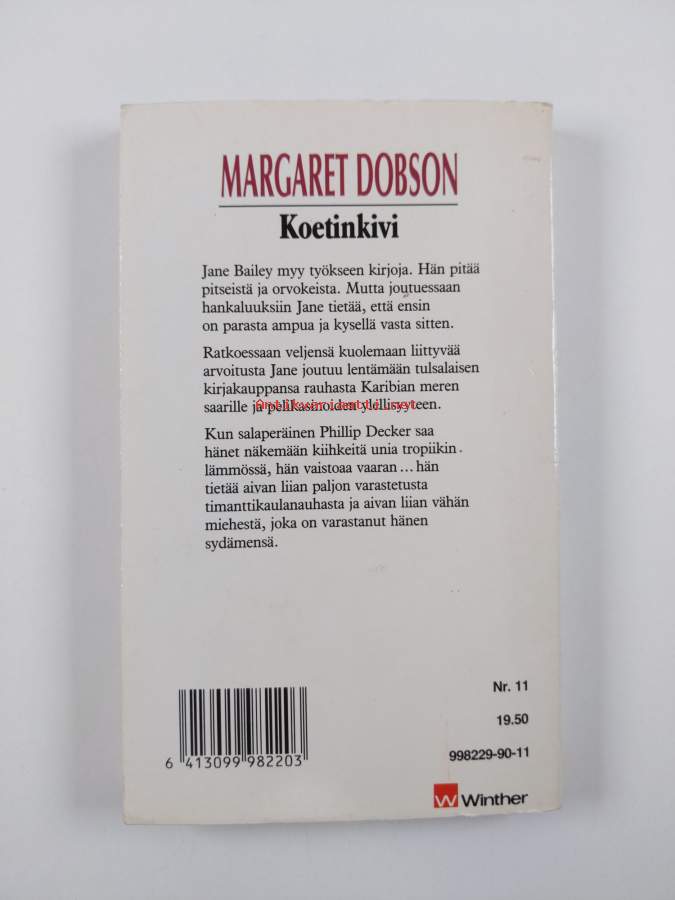 MARGARET DOBSON
Koetinkivi
Jane Bailey myy työkseen kirjoja. Hän pitää
pitseistä ja orvokeista. Mutta joutuessaan
hankaluuksiin Jane tietää, että ensin
on parasta ampua ja kysellä vasta sitten.
Ratkoessaan veljensä kuolemaan liittyvää
arvoitusta Jane joutuu lentämään tulsalaisen
kirjakauppansa rauhasta Karibian meren
saarille ja pelikasinoiden ylellisyyteen.
Kun salaperäinen Phillip Decker saa
hänet näkemään kiihkeitä unia tropiikin
lämmössä, hän vaistoaa vaaran... hän
tietää aivan liian paljon varastetusta
timanttikaulanauhasta ja aivan liian vähän
miehestä, joka on varastanut hänen
sydämensä.
Nr. 11
19.50
998229-90-11
6 413099 982203
W Winther